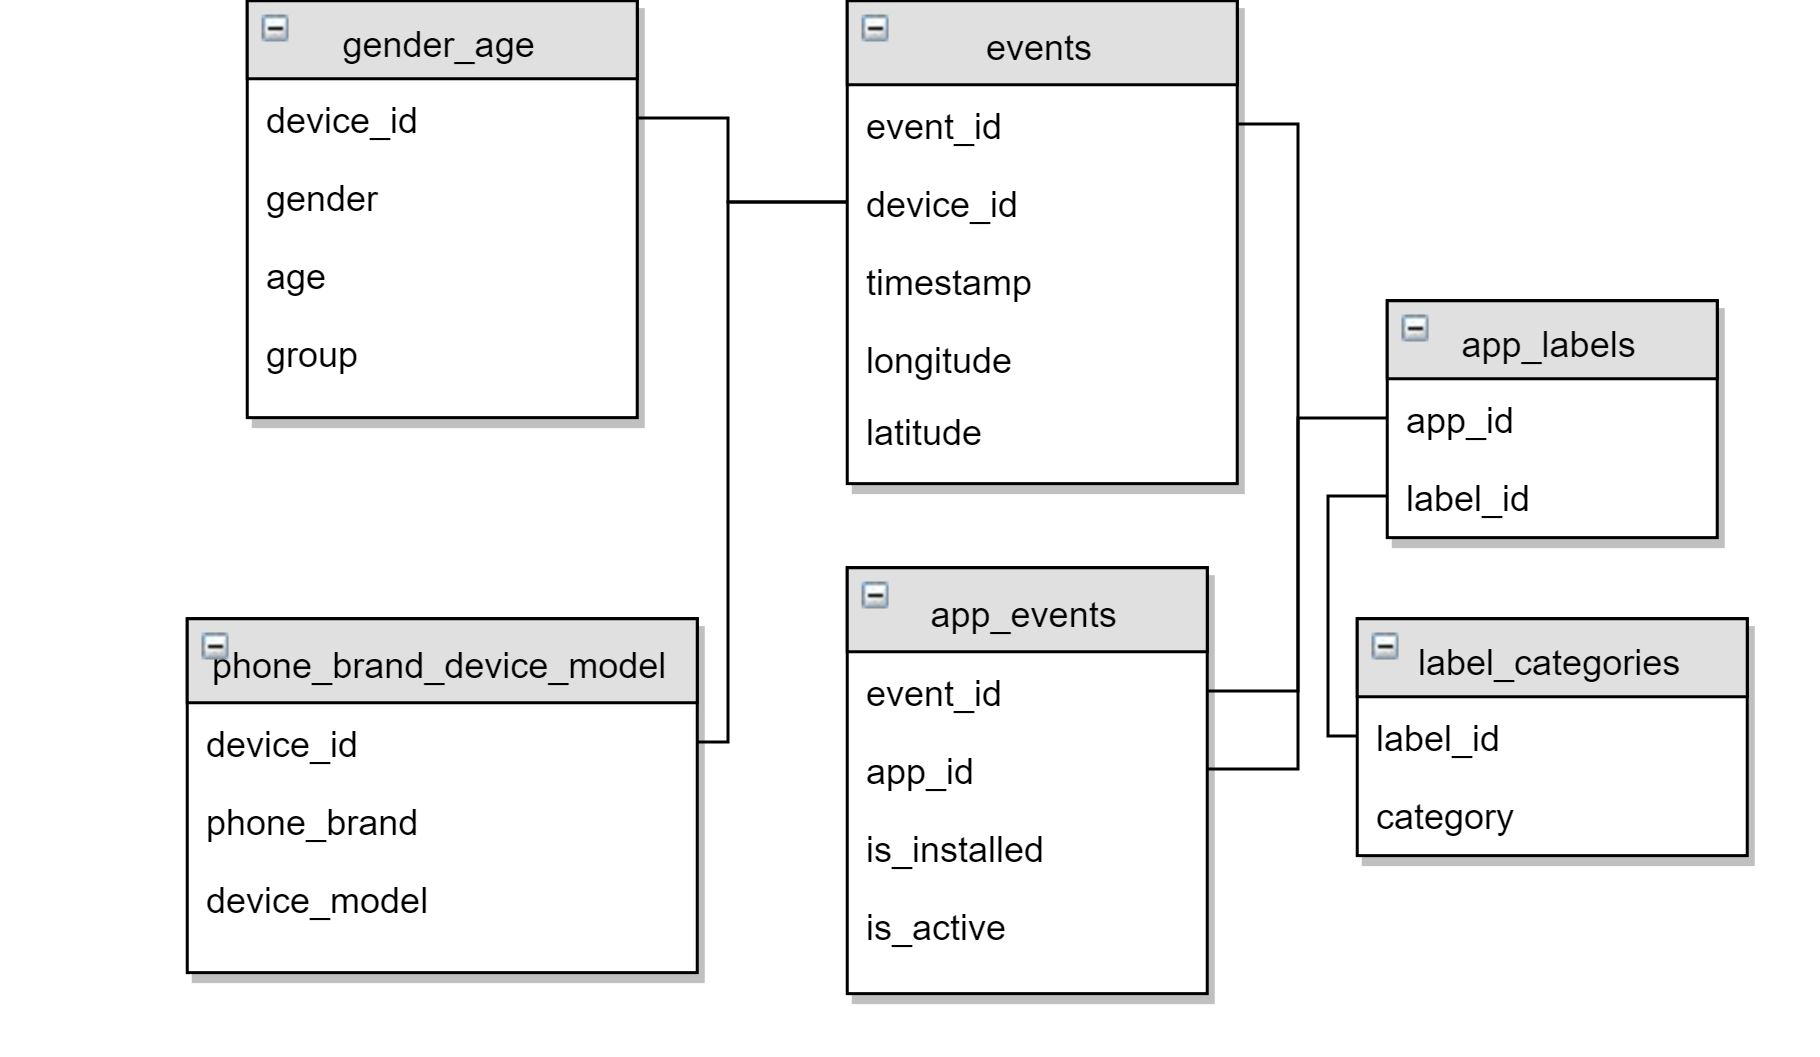 gender_age
device_id
gender
age
group
events
event_id
device_id
timestamp
longitude
latitude
app_labels
app_id
label_id
phone_brand_device_model
device_id
phone_brand
device_model
app_events
event_id
app_id
is_installed
is_active
label_categories
label_id
category